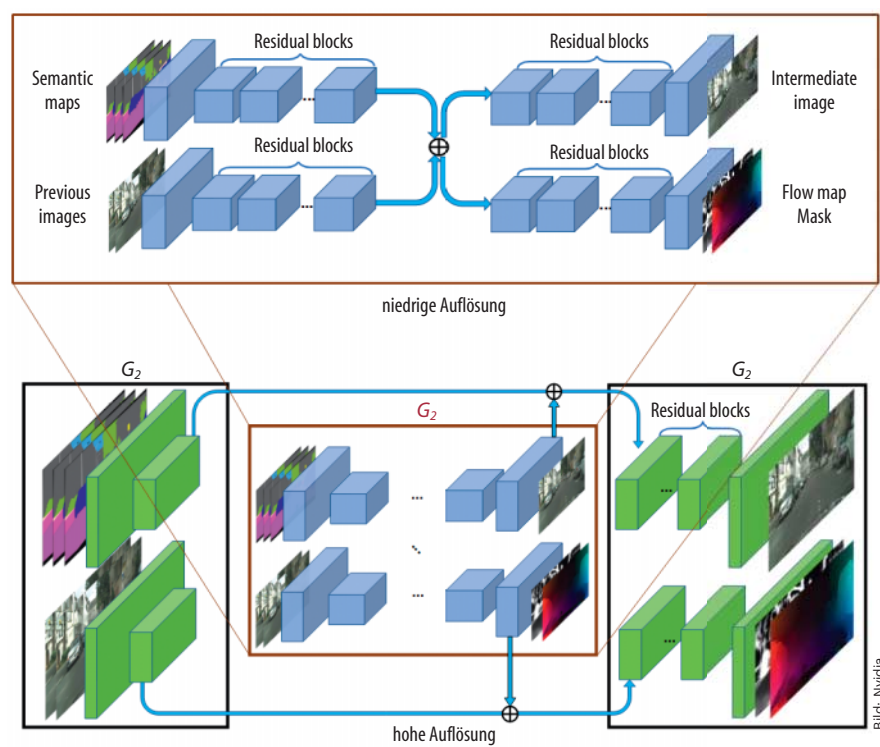 Residual blocks
Residual blocks
Semantic
maps
Intermediate
image
Residual blocks
Residual blocks
Previous
images
Flow map
Mask
niedrige Auflösung
G₂
G₂
G₂
Residual blocks
hohe Auflösung
Bild: Nvidia